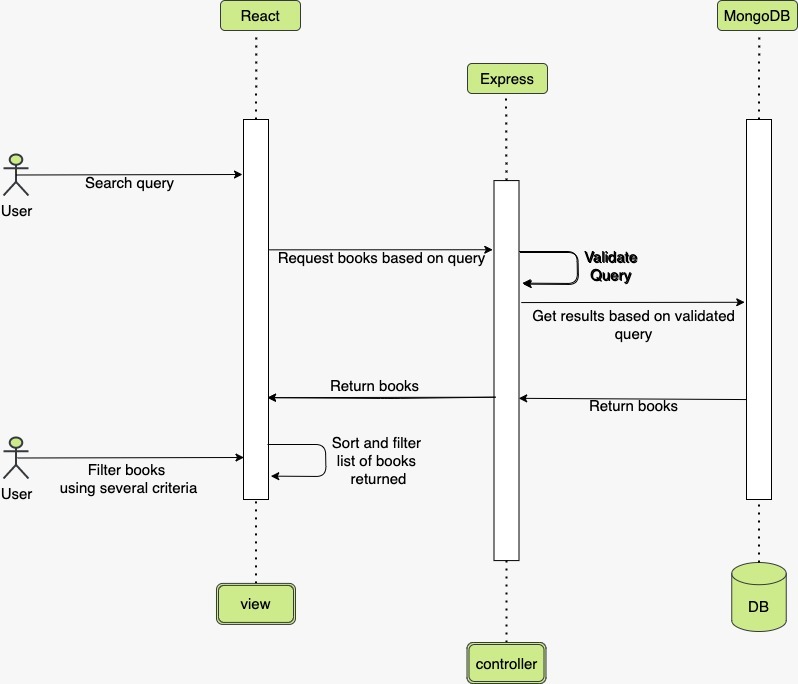 React
MongoDB
Express
Search query
User
Request books based on query
Validate
Query
Get results based on validated
query
Return books
Return books
Sort and filter
list of books
returned
Filter books
using several criteria
User
view
DB
controller